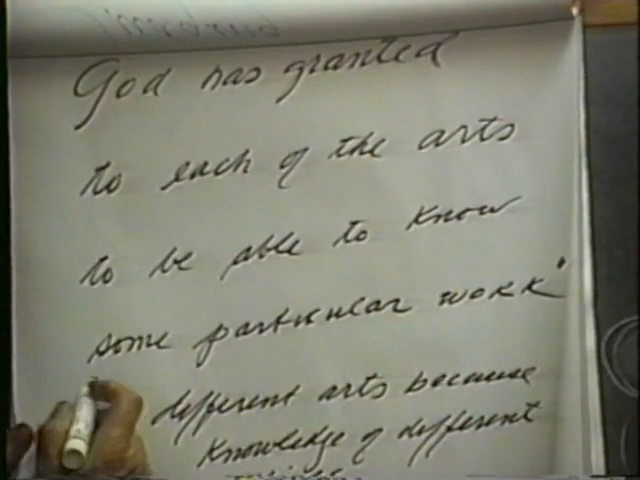 God has granted
to each of the arts
to be able to know
some particular work"
different arts because
Knowledge of different